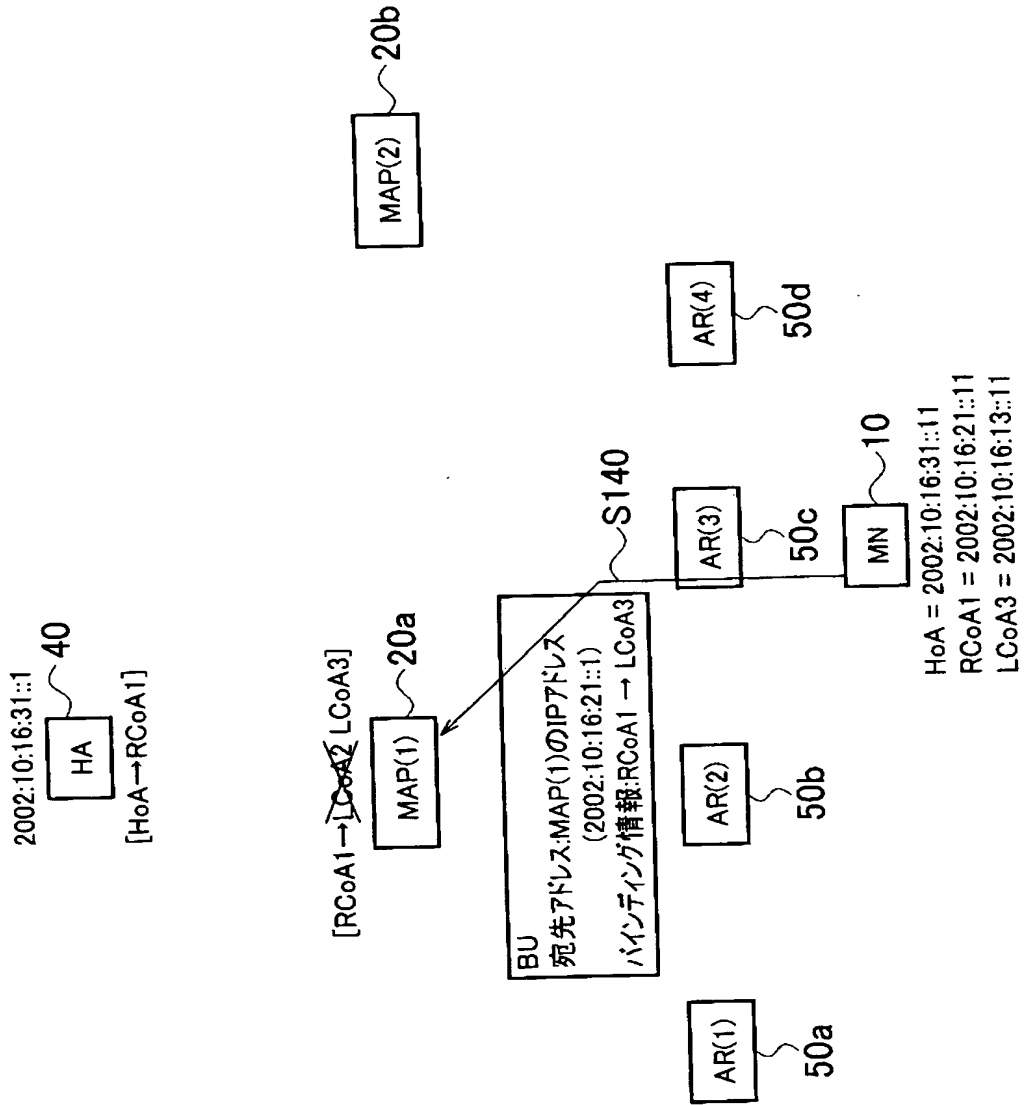 2002:10:16:31::1
HA
40
[HoA→RCoA1]
[RCoA1→LCoA2 LCoA3]
MAP(1)
20a
MAP(2)
20b
BU
宛先アドレス:MAP(1)のIPアドレス
(2002:10:16:21::1)
バインディング情報:RCoA1 → LCoA3
S140
AR(1)
50a
AR(2)
50b
AR(3)
50c
AR(4)
50d
MN
10
HoA = 2002:10:16:31::11
RCoA1 = 2002:10:16:21::11
LCoA3 = 2002:10:16:13::11